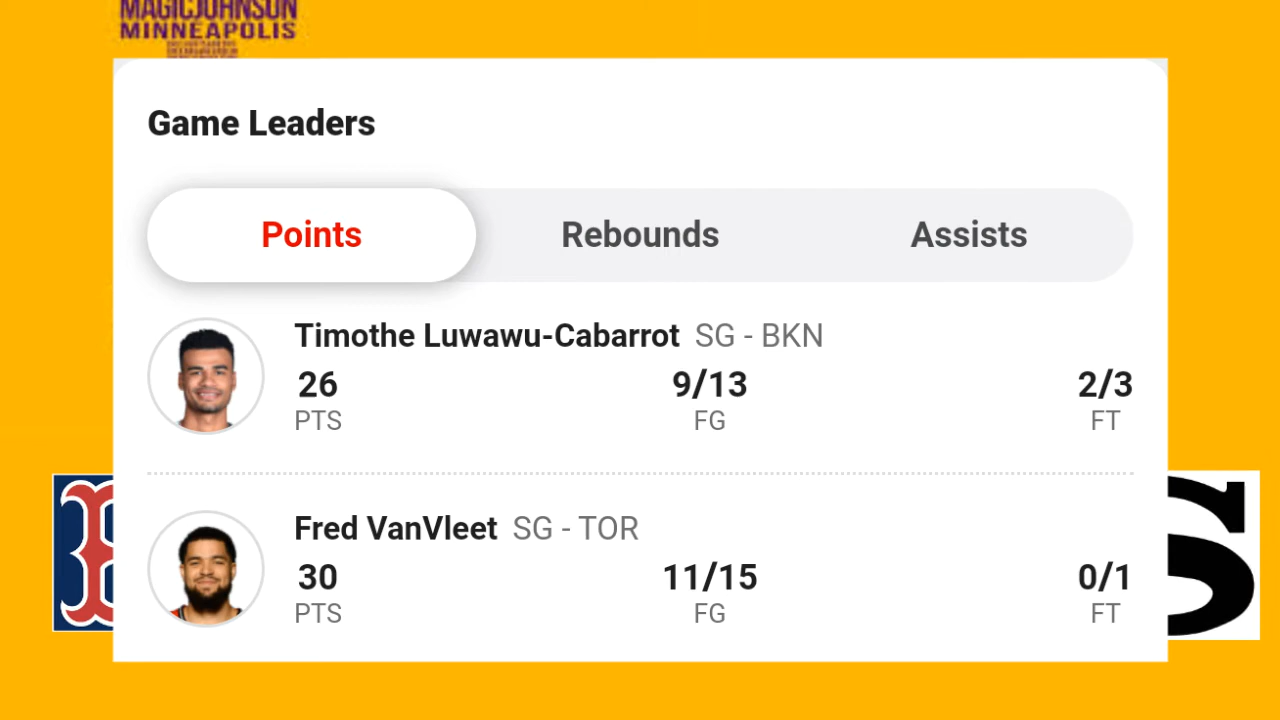 MAGICJOHNSON
MINNEAPOLIS
Game Leaders
Points Rebounds Assists
Timothe Luwawu-Cabarrot SG - BKN
26 9/13 2/3
PTS FG FT
Fred VanVleet SG - TOR
30 11/15 0/1
PTS FG FT